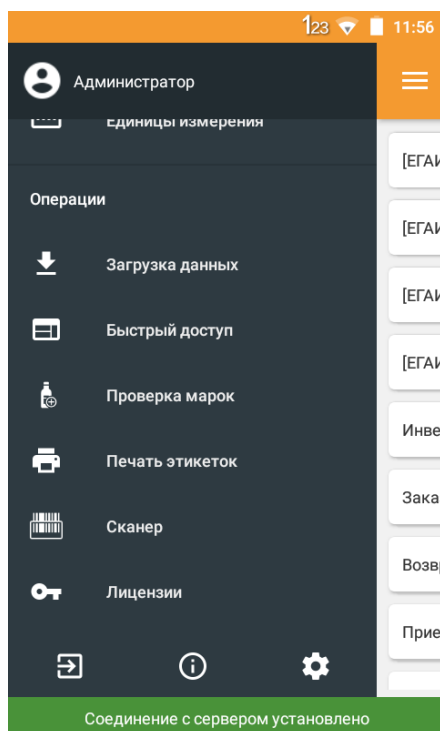 123 11:56
Администратор
Единицы измерения
Операции
Загрузка данных
Быстрый доступ
Проверка марок
Печать этикеток
Сканер
Лицензии
[ЕГАИ
[ЕГАИ
[ЕГАИ
[ЕГАИ
Инве
Зака
Возв
Прие
Соединение с сервером установлено